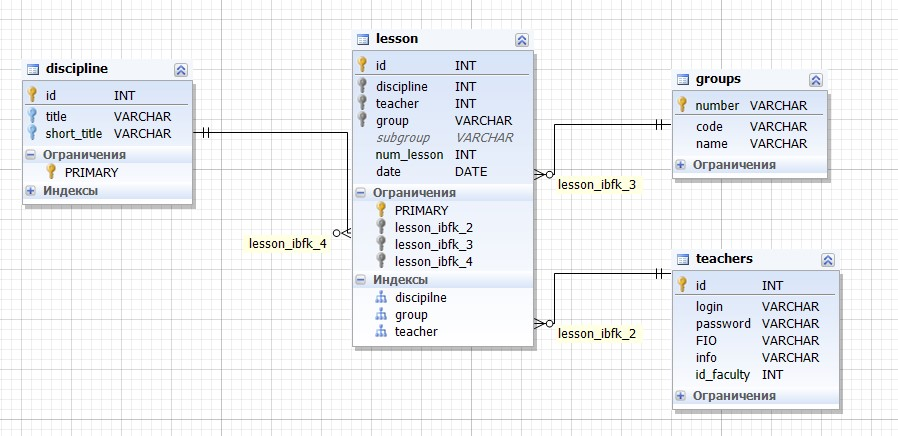 discipline
id INT
title VARCHAR
short_title VARCHAR
Ограничения
PRIMARY
Индексы
lesson
id INT
discipline INT
teacher INT
group VARCHAR
subgroup VARCHAR
num_lesson INT
date DATE
Ограничения
PRIMARY
lesson_ibfk_2
lesson_ibfk_3
lesson_ibfk_4
Индексы
discipilne
group
teacher
groups
number VARCHAR
code VARCHAR
name VARCHAR
Ограничения
teachers
id INT
login VARCHAR
password VARCHAR
FIO VARCHAR
info VARCHAR
id_faculty INT
Ограничения
lesson_ibfk_4
lesson_ibfk_3
lesson_ibfk_2